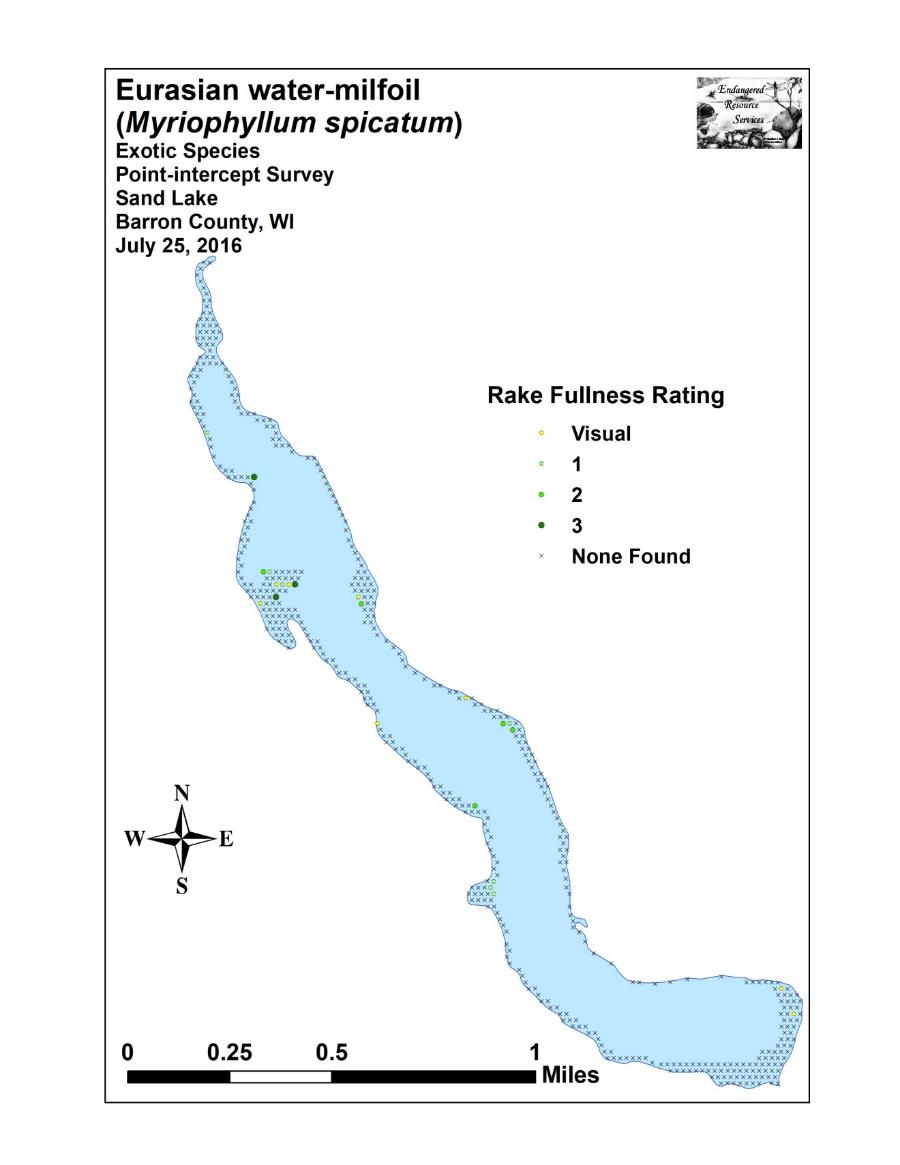 Eurasian water-milfoil
(Myriophyllum spicatum)
Exotic Species
Point-intercept Survey
Sand Lake
Barron County, WI
July 25, 2016
Endangered
Resource
Services
Rake Fullness Rating
Visual
1
2
3
None Found
N
W E
S
0 0.25 0.5 1
Miles